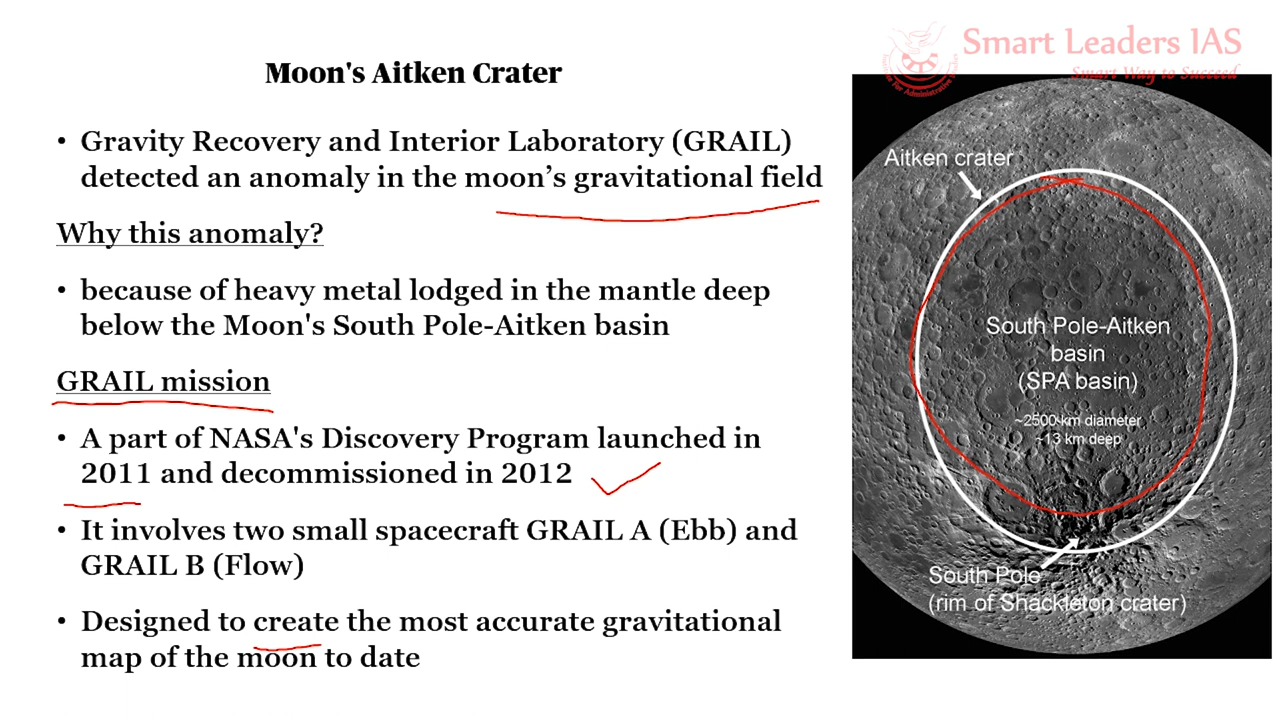 Smart Leaders IAS
Smart Way to Succeed
Moon's Aitken Crater
• Gravity Recovery and Interior Laboratory (GRAIL)
detected an anomaly in the moon’s gravitational field
Why this anomaly?
• because of heavy metal lodged in the mantle deep
below the Moon's South Pole-Aitken basin
GRAIL mission
• A part of NASA's Discovery Program launched in
2011 and decommissioned in 2012
• It involves two small spacecraft GRAIL A (Ebb) and
GRAIL B (Flow)
• Designed to create the most accurate gravitational
map of the moon to date
Aitken crater
South Pole-Aitken
basin
(SPA basin)
~2500 km diameter
~13 km deep
South Pole
(rim of Shackleton crater)